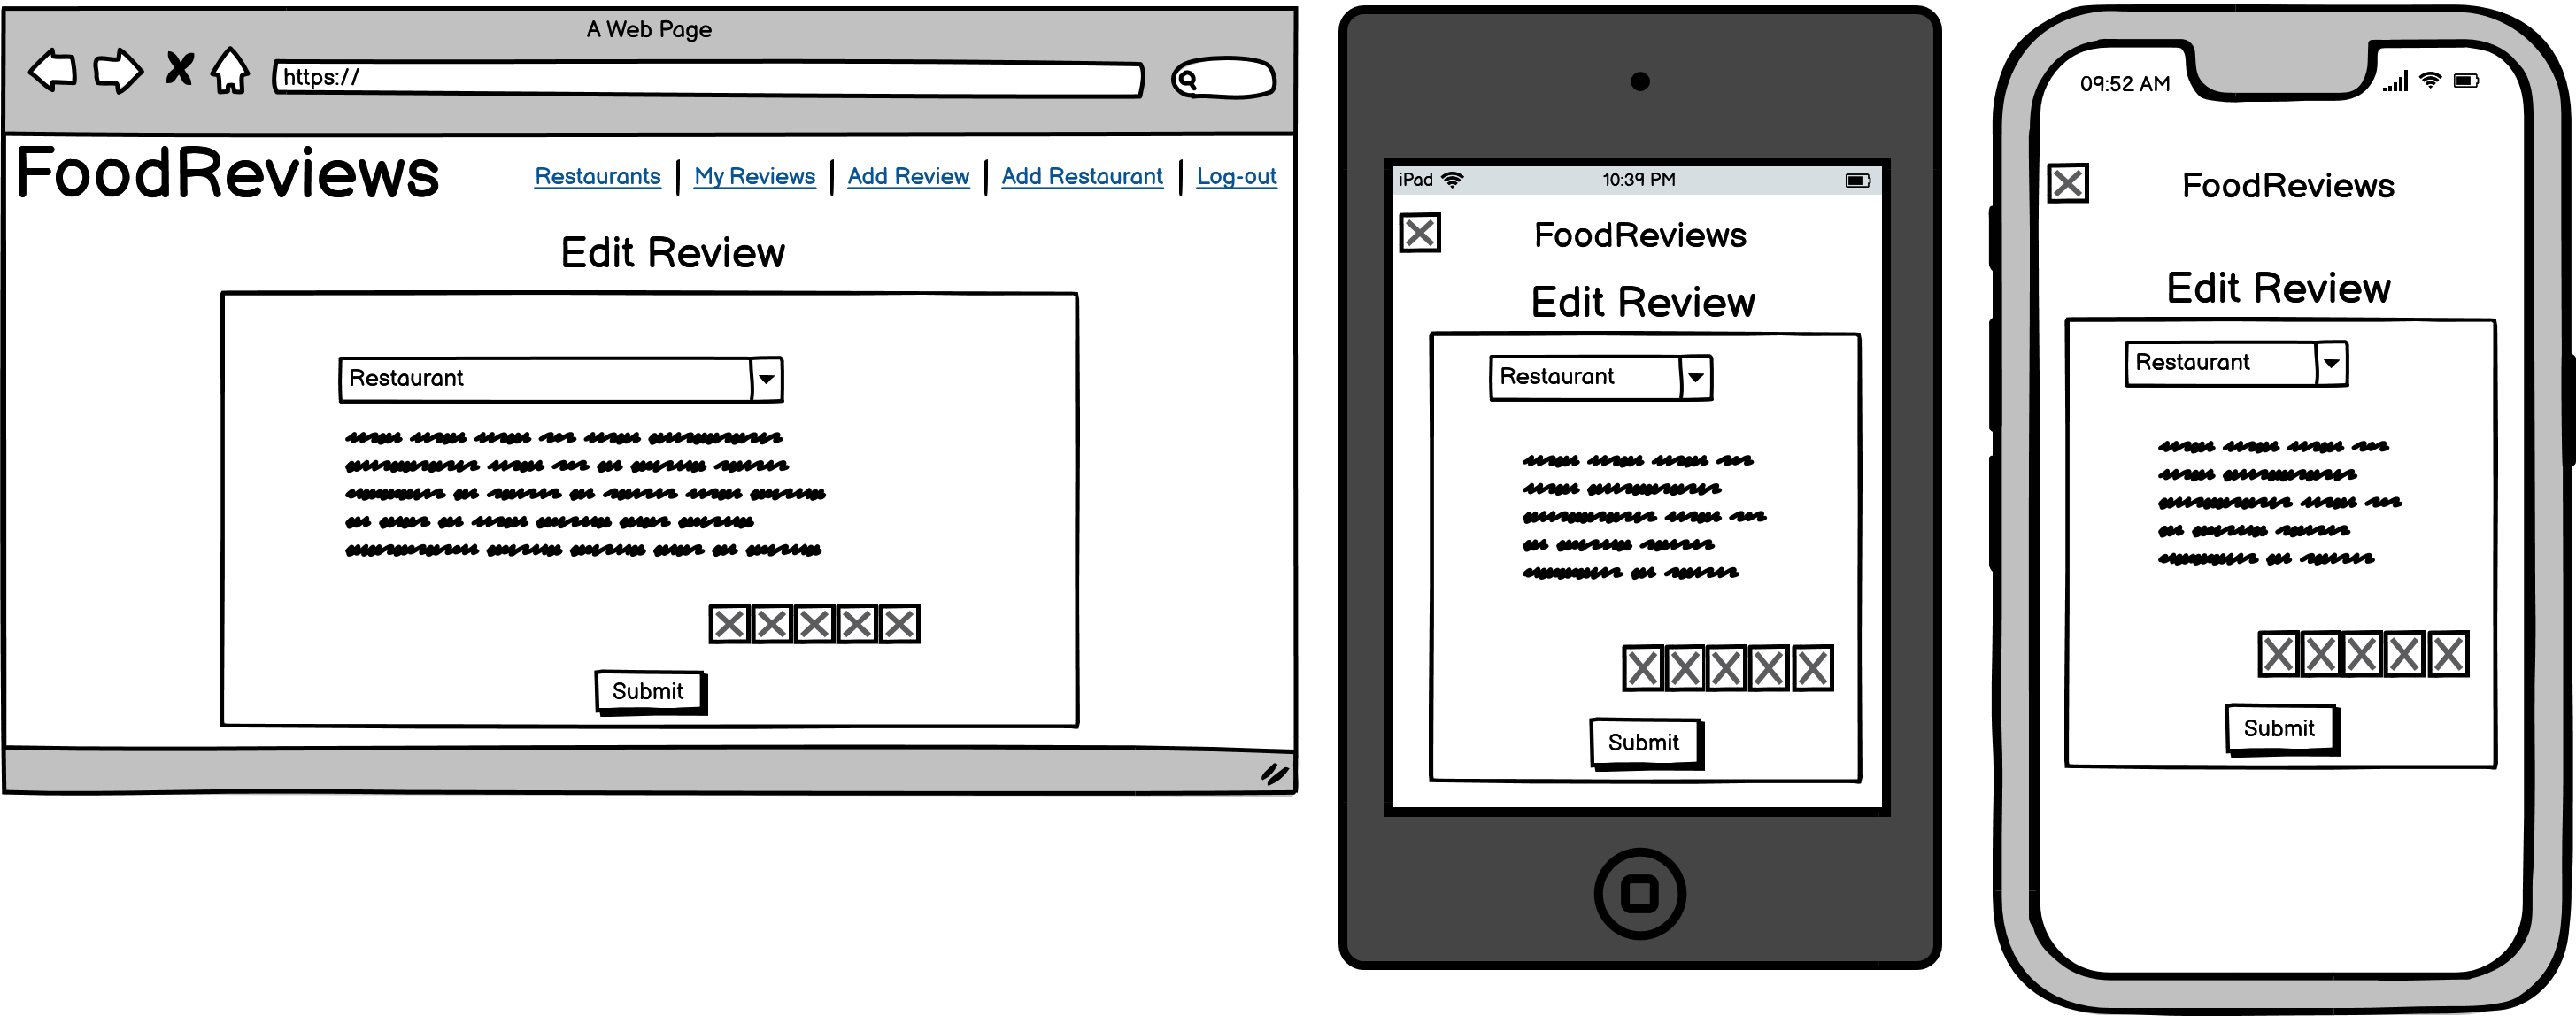 A Web Page
https://
FoodReviews
Restaurants | My Reviews | Add Review | Add Restaurant | Log-out
Edit Review
Restaurant
Submit
iPad
10:39 PM
FoodReviews
Edit Review
Restaurant
Submit
09:52 AM
FoodReviews
Edit Review
Restaurant
Submit